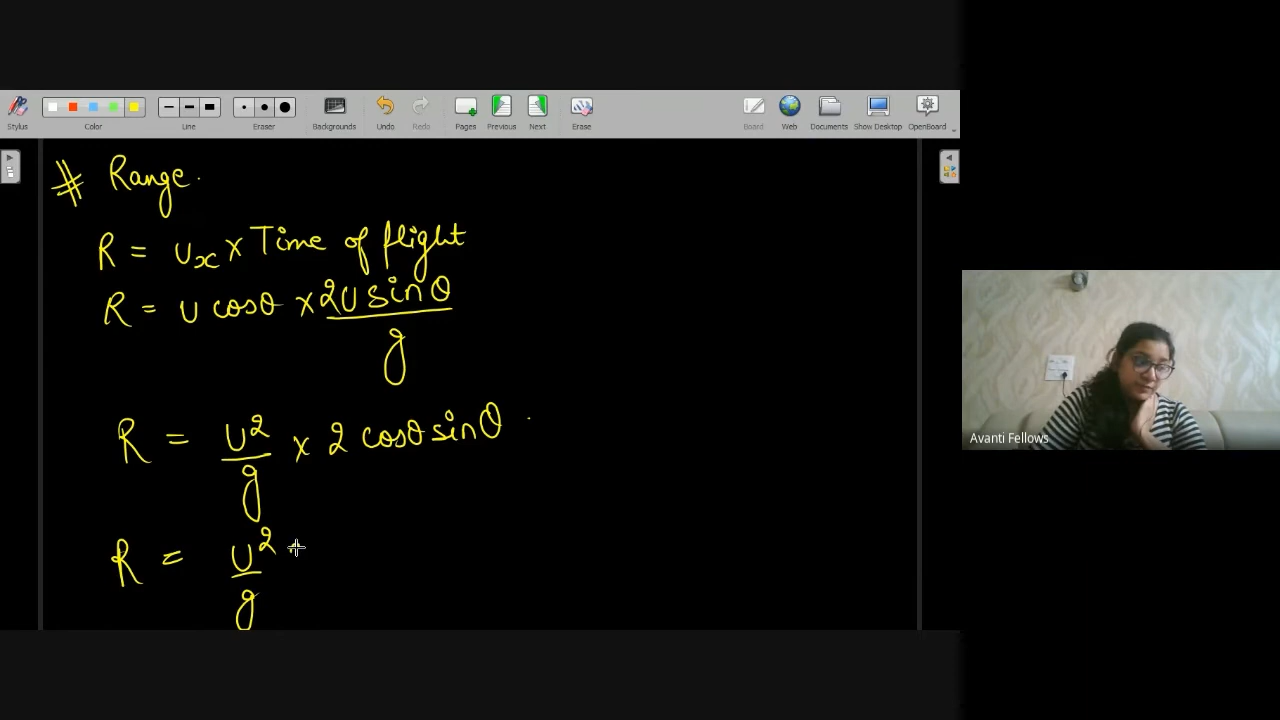 Stylus
Color
Line
Eraser
Backgrounds
Undo
Redo
Pages
Previous
Next
Erase
Board
Web
Documents
Show Desktop
OpenBoard
# Range.
R = ux × Time of flight
R = u cosθ × 2u sinθ / g
R = u² / g × 2 cosθ sinθ
R = u² / g
Avanti Fellows